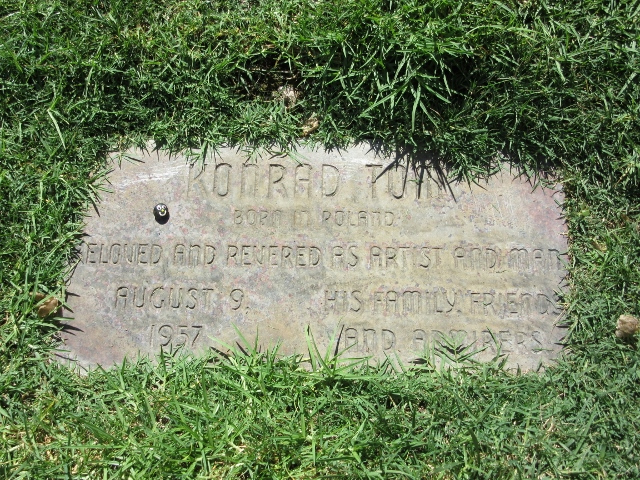 KONRAD TOM
BORN IN POLAND
BELOVED AND REVERED AS ARTIST AND MAN
AUGUST 9, HIS FAMILY, FRIENDS
1957 AND ADMIRERS